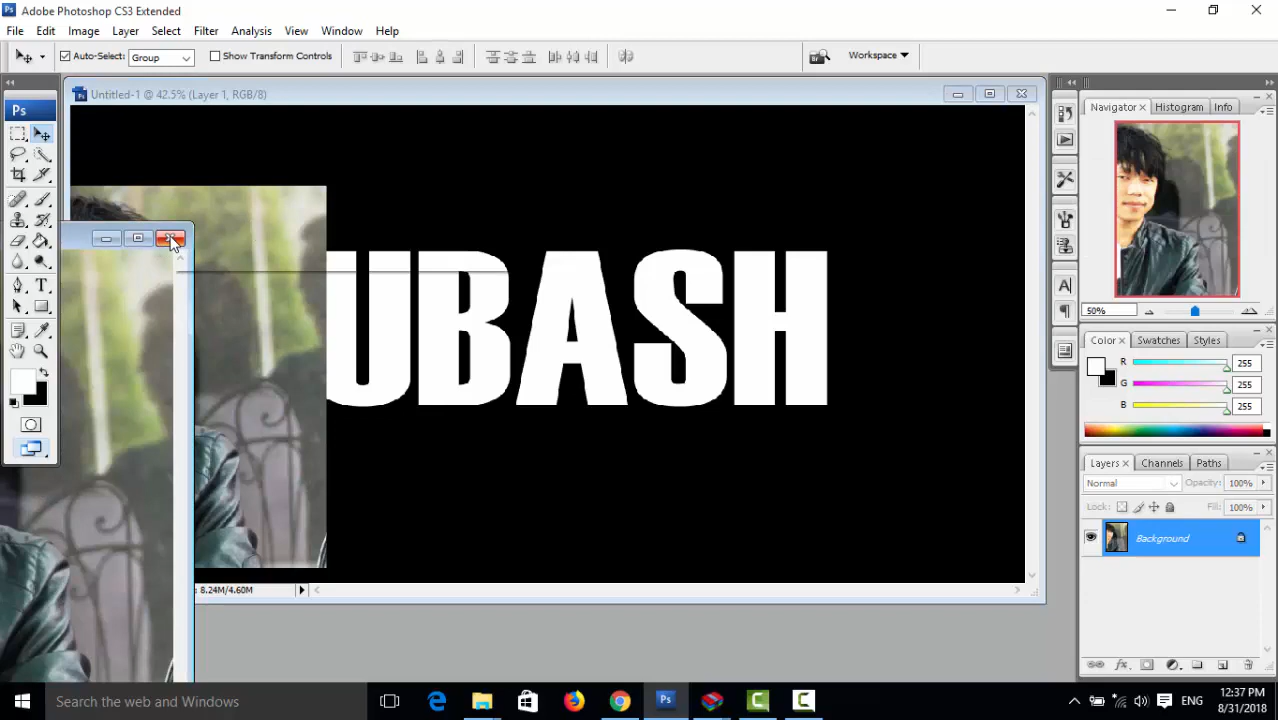 Adobe Photoshop CS3 Extended
File Edit Image Layer Select Filter Analysis View Window Help
Auto-Select: Group Show Transform Controls Workspace
Ps
Untitled-1 @ 42.5% (Layer 1, RGB/8)
UBASH
8.24M/4.60M
Navigator Histogram Info
50%
Color Swatches Styles
R 255
G 255
B 255
Layers Channels Paths
Normal Opacity: 100%
Lock: Fill: 100%
Background
Search the web and Windows
Ps
ENG
12:37 PM
8/31/2018